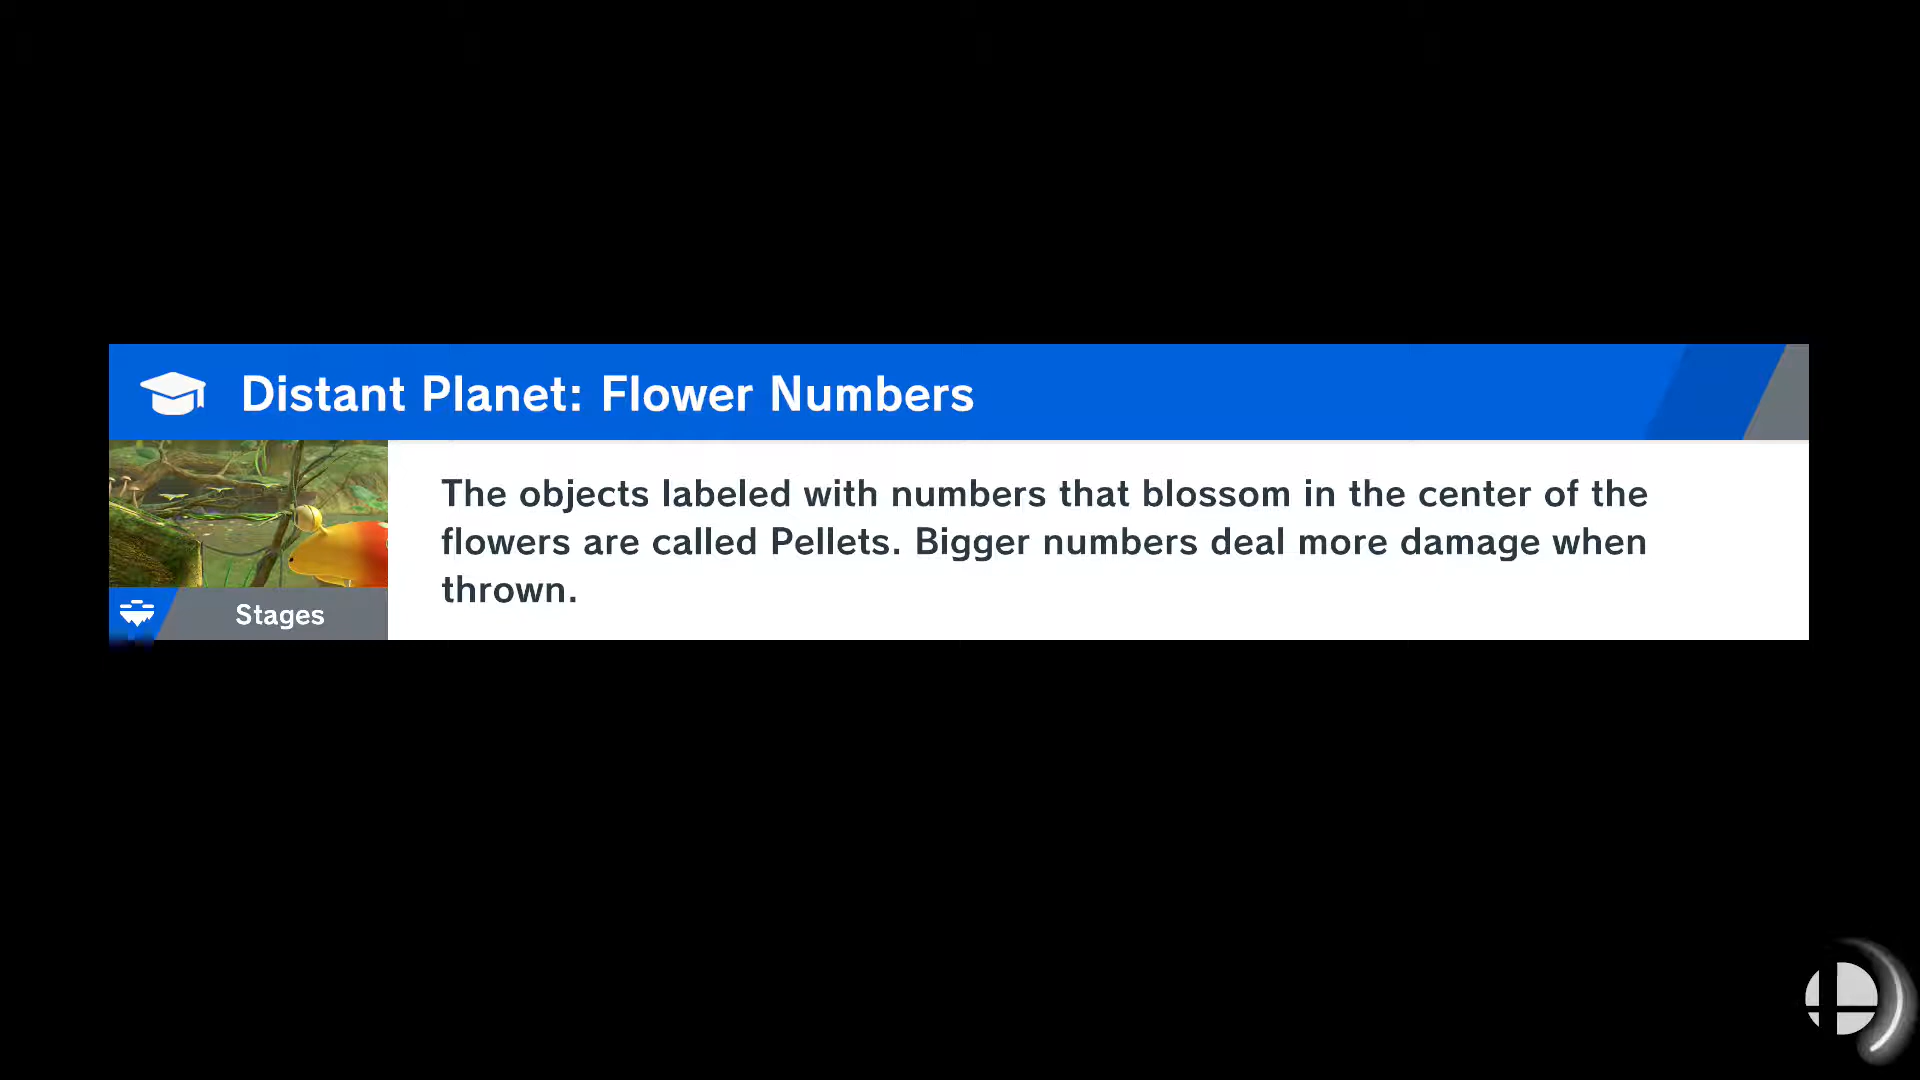 Distant Planet: Flower Numbers
The objects labeled with numbers that blossom in the center of the
flowers are called Pellets. Bigger numbers deal more damage when
thrown.
Stages